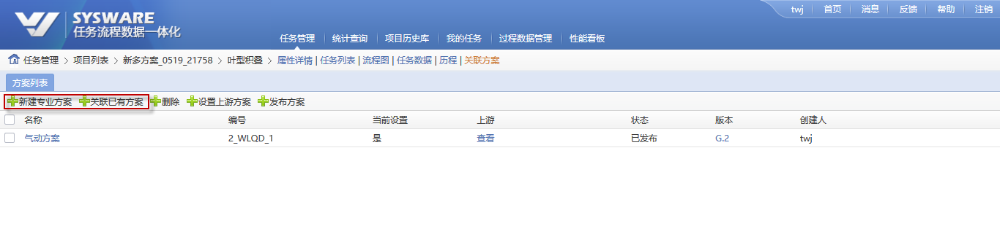 twj 首页 消息 反馈 帮助 注销
SYSWARE
任务流程数据一体化
任务管理 统计查询 项目历史库 我的任务 过程数据管理 性能看板
任务管理 > 项目列表 > 新多方案_0519_21758 > 叶型积叠 > 属性详情 | 任务列表 | 流程图 | 任务数据 | 历程 | 关联方案
方案列表
新建专业方案 关联已有方案 删除 设置上游方案 发布方案
名称 编号 当前设置 上游 状态 版本 创建人
气动方案 2_WLQD_1 是 查看 已发布 G.2 twj